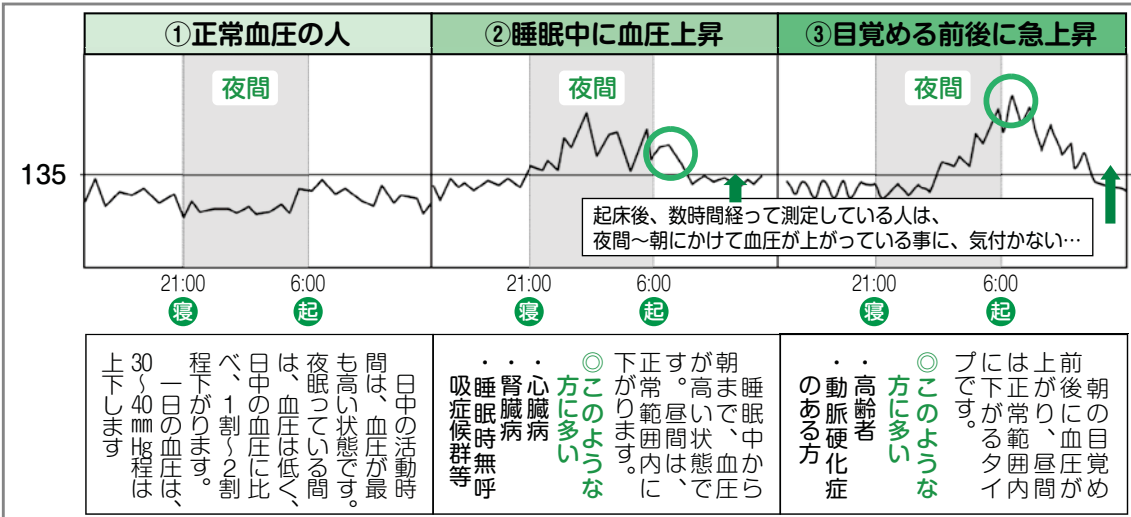 ①正常血圧の人
②睡眠中に血圧上昇
③目覚める前後に急上昇
夜間
夜間
夜間
135
起床後、数時間経って測定している人は、
夜間~朝にかけて血圧が上がっている事に、気付かない…
21:00
6:00
21:00
6:00
21:00
6:00
寝
起
寝
起
寝
起
日中の活動時
間は、血圧が最
も高い状態です。
夜眠っている間
は、血圧は低く、
日中の血圧に比
べ、1割~2割
程下がります。
一日の血圧は、
30~40mmHg程は
上下します
睡眠中から
朝まで、血圧
が高い状態で
す。昼間は、
正常範囲内に
下がります。
◎このような
方に多い
・心臓病
・腎臓病
・睡眠時無呼
吸症候群等
朝の目覚め
前後に血圧が
上がり、昼間
は正常範囲内
に下がるタイ
プです。
◎このような
方に多い
・高齢者
・動脈硬化症
のある方